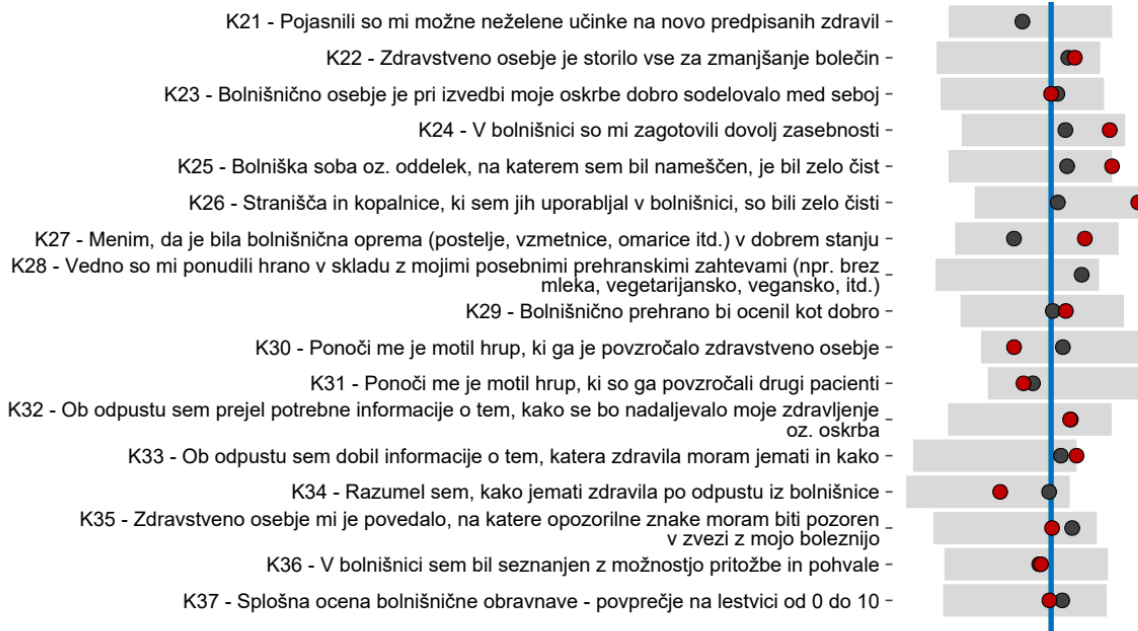 K21 - Pojasnili so mi možne neželene učinke na novo predpisanih zdravil
K22 - Zdravstveno osebje je storilo vse za zmanjšanje bolečin
K23 - Bolnišnično osebje je pri izvedbi moje oskrbe dobro sodelovalo med seboj
K24 - V bolnišnici so mi zagotovili dovolj zasebnosti
K25 - Bolniška soba oz. oddelek, na katerem sem bil nameščen, je bil zelo čist
K26 - Stranišča in kopalnice, ki sem jih uporabljal v bolnišnici, so bili zelo čisti
K27 - Menim, da je bila bolnišnična oprema (postelje, vzmetnice, omarice itd.) v dobrem stanju
K28 - Vedno so mi ponudili hrano v skladu z mojimi posebnimi prehranskimi zahtevami (npr. brez
mleka, vegetarijansko, vegansko, itd.)
K29 - Bolnišnično prehrano bi ocenil kot dobro
K30 - Ponoči me je motil hrup, ki ga je povzročalo zdravstveno osebje
K31 - Ponoči me je motil hrup, ki so ga povzročali drugi pacienti
K32 - Ob odpustu sem prejel potrebne informacije o tem, kako se bo nadaljevalo moje zdravljenje
oz. oskrba
K33 - Ob odpustu sem dobil informacije o tem, katera zdravila moram jemati in kako
K34 - Razumel sem, kako jemati zdravila po odpustu iz bolnišnice
K35 - Zdravstveno osebje mi je povedalo, na katere opozorilne znake moram biti pozoren
v zvezi z mojo boleznijo
K36 - V bolnišnici sem bil seznanjen z možnostjo pritožbe in pohvale
K37 - Splošna ocena bolnišnične obravnave - povprečje na lestvici od 0 do 10